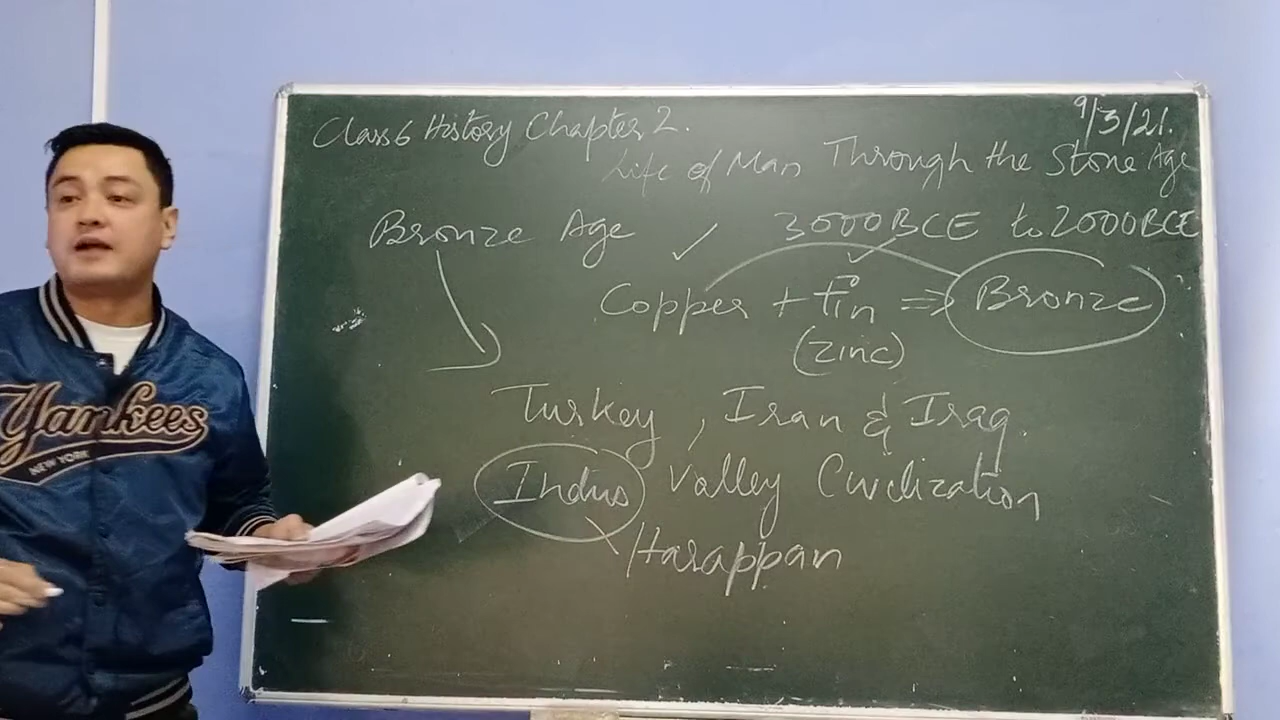 Class 6 History Chapter 2.
9/3/21.
Life of Man Through the Stone Age
Bronze Age 3000BCE to 2000BCE
Copper + tin => Bronze
(zinc)
Turkey, Iran & Iraq.
Indus Valley Civilization
Harappan
Yankees
NEW YORK